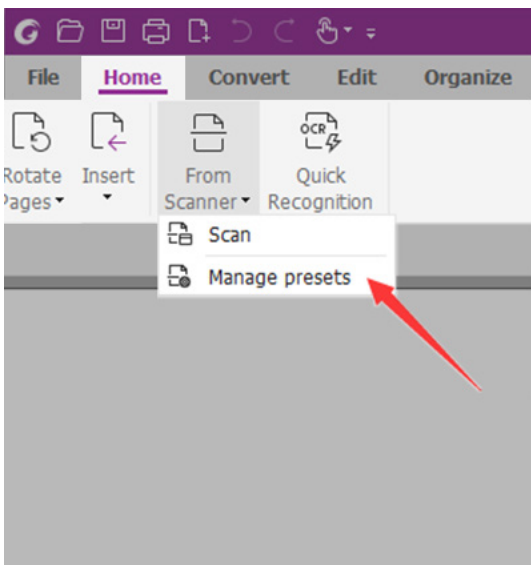 File Home Convert Edit Organize
Rotate Insert From Quick
Pages Scanner Recognition
OCR
Scan
Manage presets